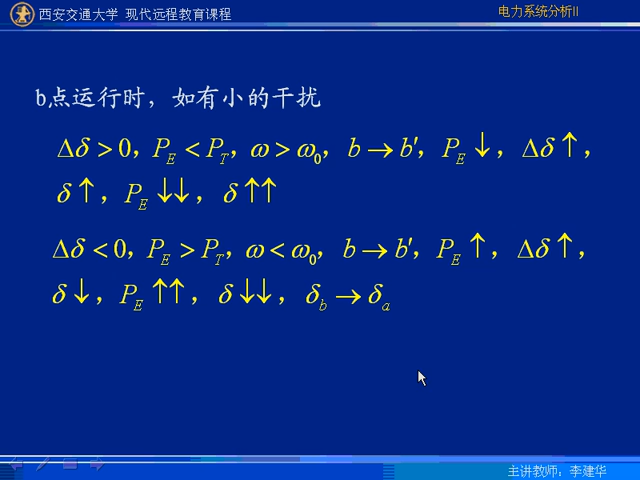 西安交通大学 现代远程教育课程
电力系统分析II
b点运行时，如有小的干扰
Δδ＞0，P_E＜P_T，ω＞ω_0，b→b′，P_E↓，Δδ↑，
δ↑，P_E↓↓，δ↑↑
Δδ＜0，P_E＞P_T，ω＜ω_0，b→b′，P_E↑，Δδ↑，
δ↓，P_E↑↑，δ↓↓，δ_b→δ_a
主讲教师：李建华